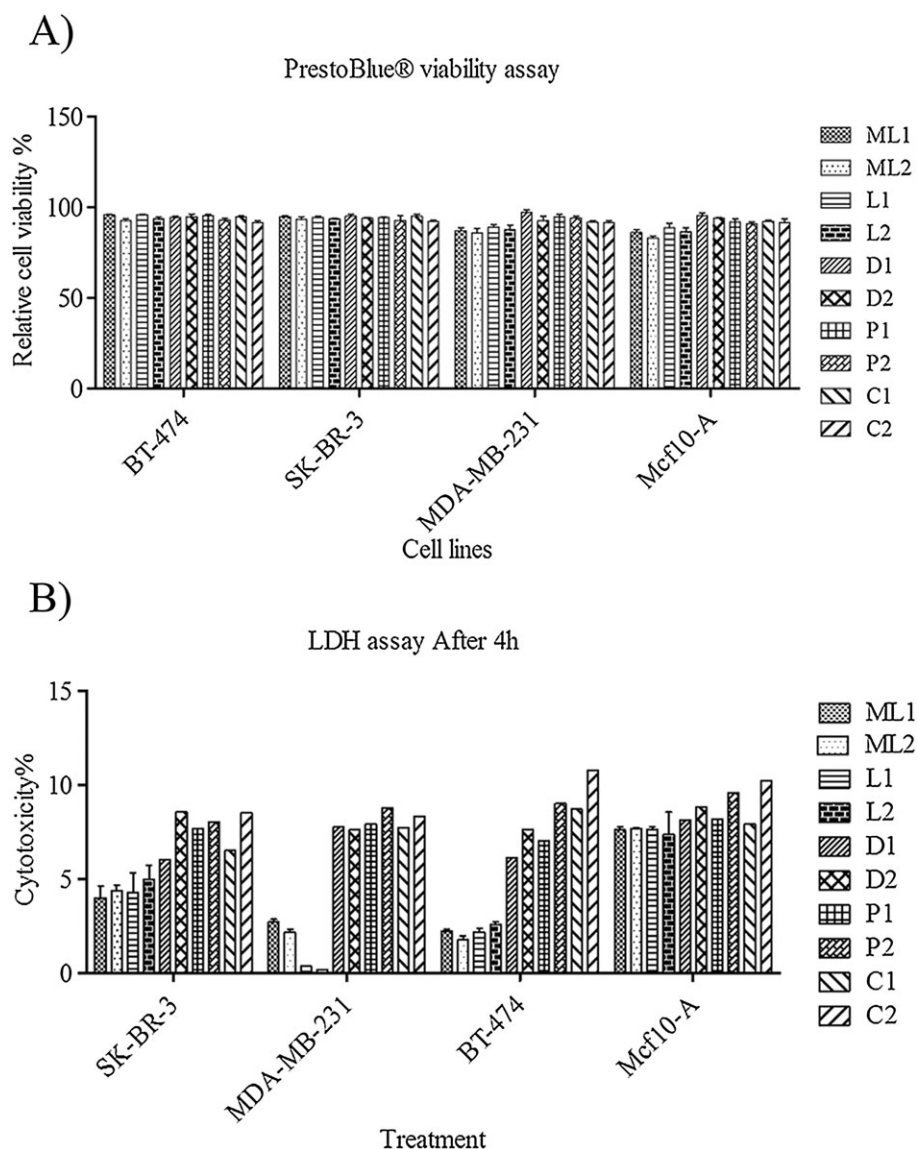 A)
PrestoBlue® viability assay
150
100
50
0
Relative cell viability %
BT-474
SK-BR-3
MDA-MB-231
Mcf10-A
Cell lines
ML1
ML2
L1
L2
D1
D2
P1
P2
C1
C2
B)
LDH assay After 4h
15
10
5
0
Cytotoxicity%
SK-BR-3
MDA-MB-231
BT-474
Mcf10-A
Treatment
ML1
ML2
L1
L2
D1
D2
P1
P2
C1
C2